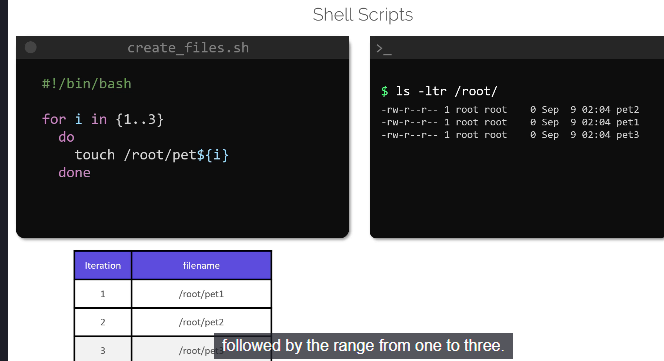 Shell Scripts
create_files.sh
#!/bin/bash
for i in {1..3}
do
touch /root/pet${i}
done
>_
$ ls -ltr /root/
-rw-r--r-- 1 root root 0 Sep 9 02:04 pet2
-rw-r--r-- 1 root root 0 Sep 9 02:04 pet1
-rw-r--r-- 1 root root 0 Sep 9 02:04 pet3
Iteration filename
1 /root/pet1
2 /root/pet2
3 /root/pet3
followed by the range from one to three.